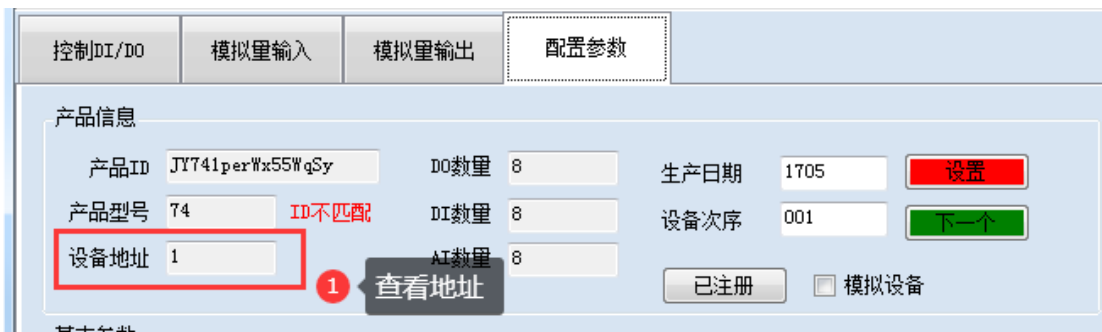 控制DI/DO 模拟量输入 模拟量输出 配置参数
产品信息
产品ID JY741perWx55WqSy DO数量 8 生产日期 1705 设置
产品型号 74 ID不匹配 DI数量 8 设备次序 001 下一个
设备地址 1 AI数量 8
1 查看地址 已注册 模拟设备
基本参数